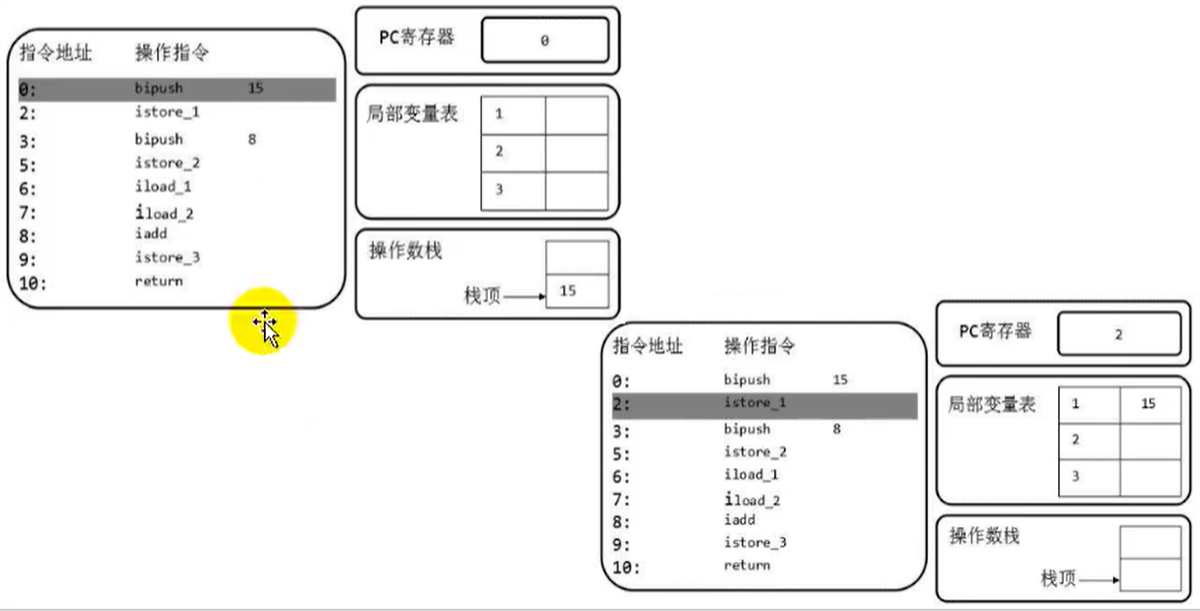 指令地址 操作指令
0: bipush 15
2: istore_1
3: bipush 8
5: istore_2
6: iload_1
7: iload_2
8: iadd
9: istore_3
10: return
PC寄存器 0
局部变量表 1
2
3
操作数栈
栈顶 15
指令地址 操作指令
0: bipush 15
2: istore_1
3: bipush 8
5: istore_2
6: iload_1
7: iload_2
8: iadd
9: istore_3
10: return
PC寄存器 2
局部变量表 1 15
2
3
操作数栈
栈顶